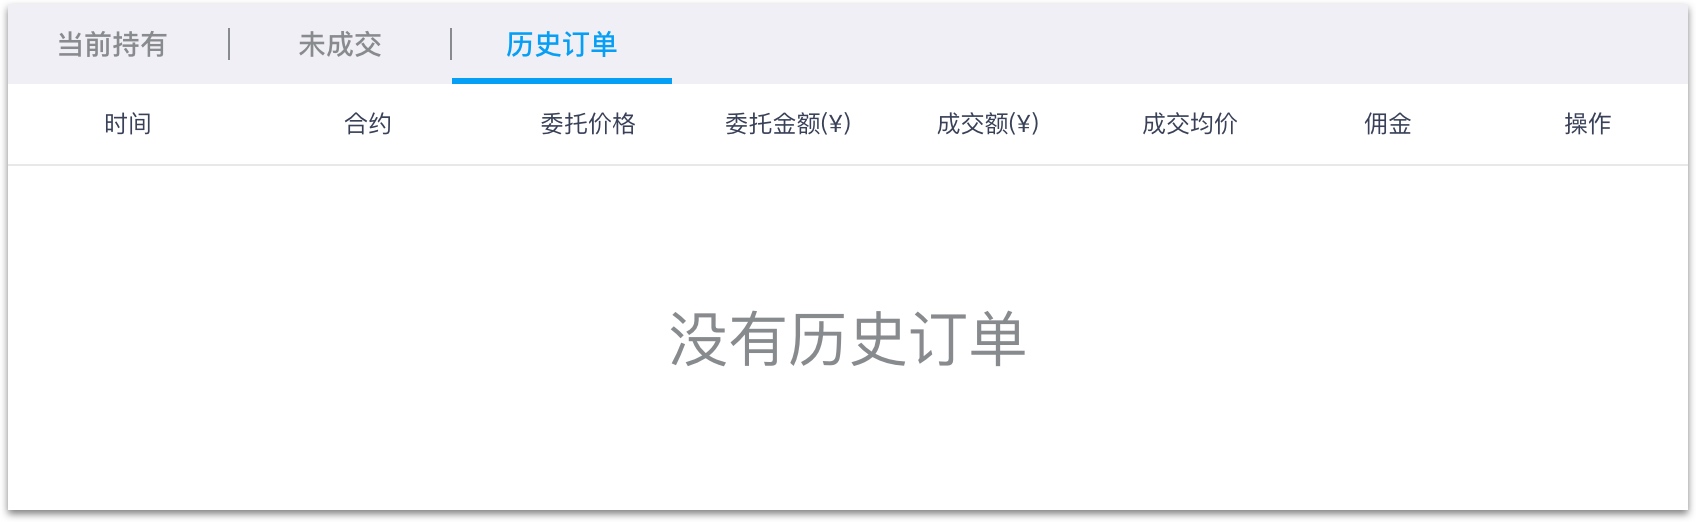 当前持有 未成交 历史订单
时间 合约 委托价格 委托金额(¥) 成交额(¥) 成交均价 佣金 操作
没有历史订单